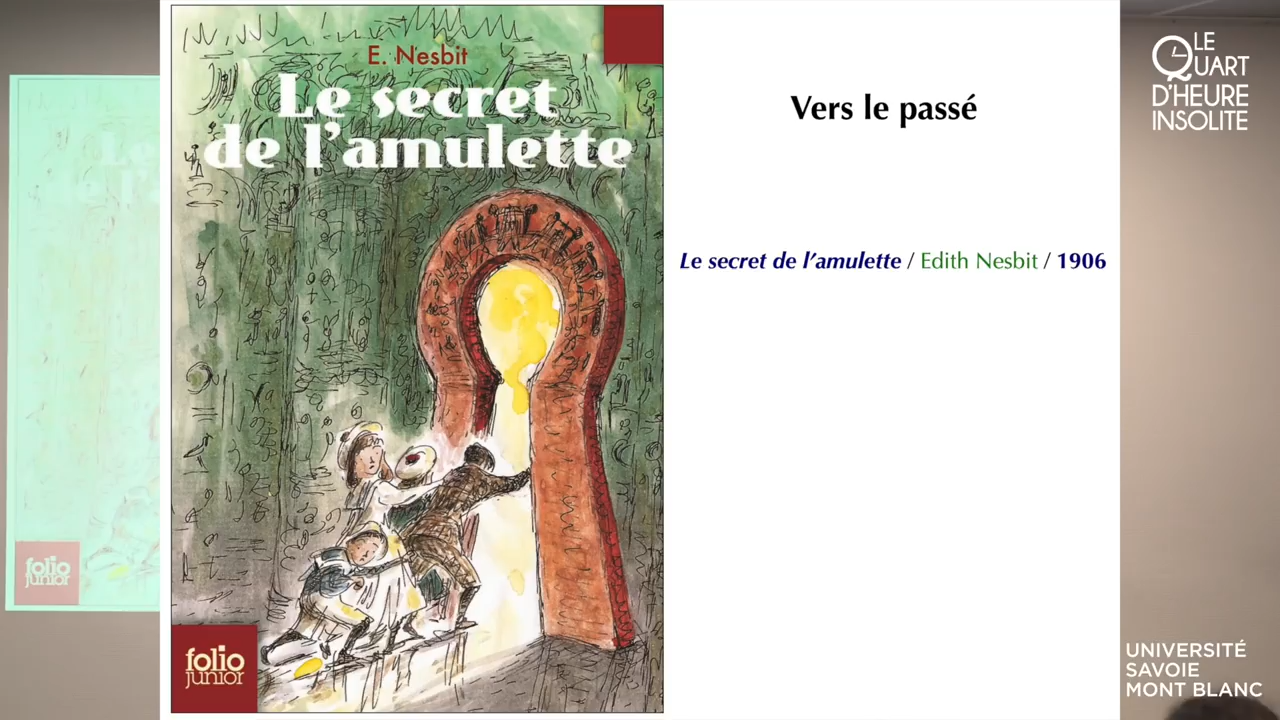 E. Nesbit
Le secret
de l'amulette
folio
junior
Vers le passé
Le secret de l'amulette / Edith Nesbit / 1906
LE
QUART
D'HEURE
INSOLITE
UNIVERSITÉ
SAVOIE
MONT BLANC
folio
junior